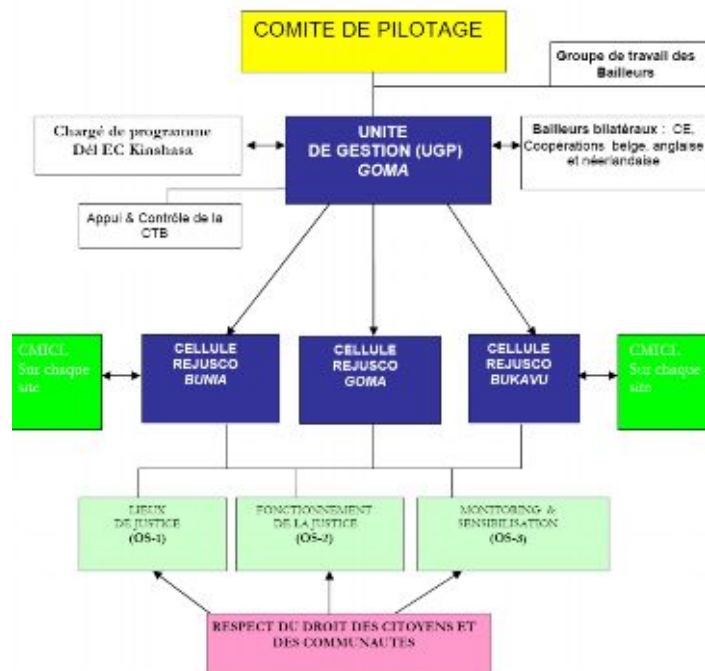 COMITE DE PILOTAGE
Groupe de travail des
Bailleurs
Chargé de programme
Dél EC Kinshasa
UNITE
DE GESTION (UGP)
GOMA
Bailleurs bilatéraux : CE,
Coopérations belge, anglaise
et néerlandaise
Appui & Contrôle de la
CTB
CMICL
Sur chaque
site
CELLULE
REJUSCO
BUNIA
CELLULE
REJUSCO
GOMA
CELLULE
REJUSCO
BUKAVU
CMICL
Sur chaque
site
LIEUX
DE JUSTICE
(OS-1)
FONCTIONNEMENT
DE LA JUSTICE
(OS-2)
MONITORING &
SENSIBILISATION
(OS-3)
RESPECT DU DROIT DES CITOYENS ET
DES COMMUNAUTES